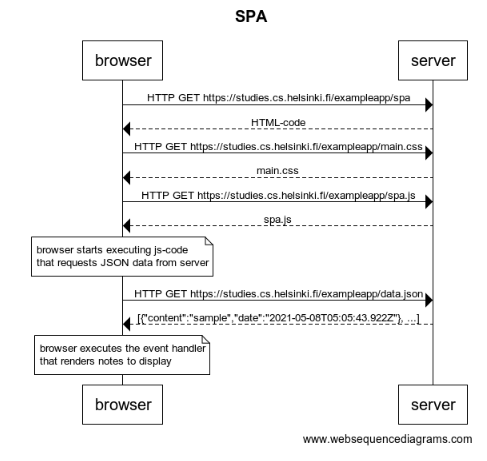 SPA
browser
server
HTTP GET https://studies.cs.helsinki.fi/exampleapp/spa
HTML-code
HTTP GET https://studies.cs.helsinki.fi/exampleapp/main.css
main.css
HTTP GET https://studies.cs.helsinki.fi/exampleapp/spa.js
spa.js
browser starts executing js-code
that requests JSON data from server
HTTP GET https://studies.cs.helsinki.fi/exampleapp/data.json
[{"content":"sample","date":"2021-05-08T05:05:43.922Z"}, ...]
browser executes the event handler
that renders notes to display
browser
server
www.websequencediagrams.com